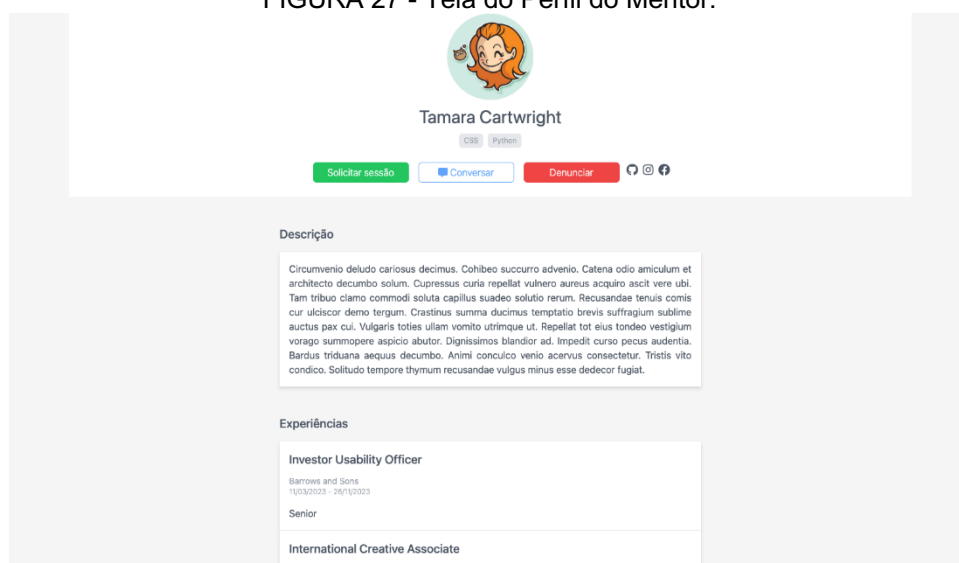 FIGURA 27 - Tela do Perfil do Mentor.
Tamara Cartwright
CSS Python
Solicitar sessão Conversar Denunciar
Descrição
Circumvenio deludo cariosus decimus. Cohibeo succurro advenio. Catena odio amiculum et
architecto decumbo solum. Cupressus curia repellat vulnero aureus acquiro ascit vere ubi.
Tam tribuo clamo commodi soluta capillus suadeo solutio rerum. Recusandae tenuis comis
cur ulciscor demo tergum. Crastinus summa ducimus temptatio brevis suffragium sublime
auctus pax cui. Vulgaris toties ullam vomito utrimque ut. Repellat tot eius tondeo vestigium
vorago summopere aspicio abutor. Dignissimos blandior ad. Impedit curso pecus audentia.
Bardus triduana aequus decumbo. Animi conculco venio acervus consectetur. Tristis vito
condico. Solitudo tempore thymum recusandae vulgus minus esse dedecor fugiat.
Experiências
Investor Usability Officer
Barrows and Sons
11/03/2023 - 26/11/2023
Senior
International Creative Associate